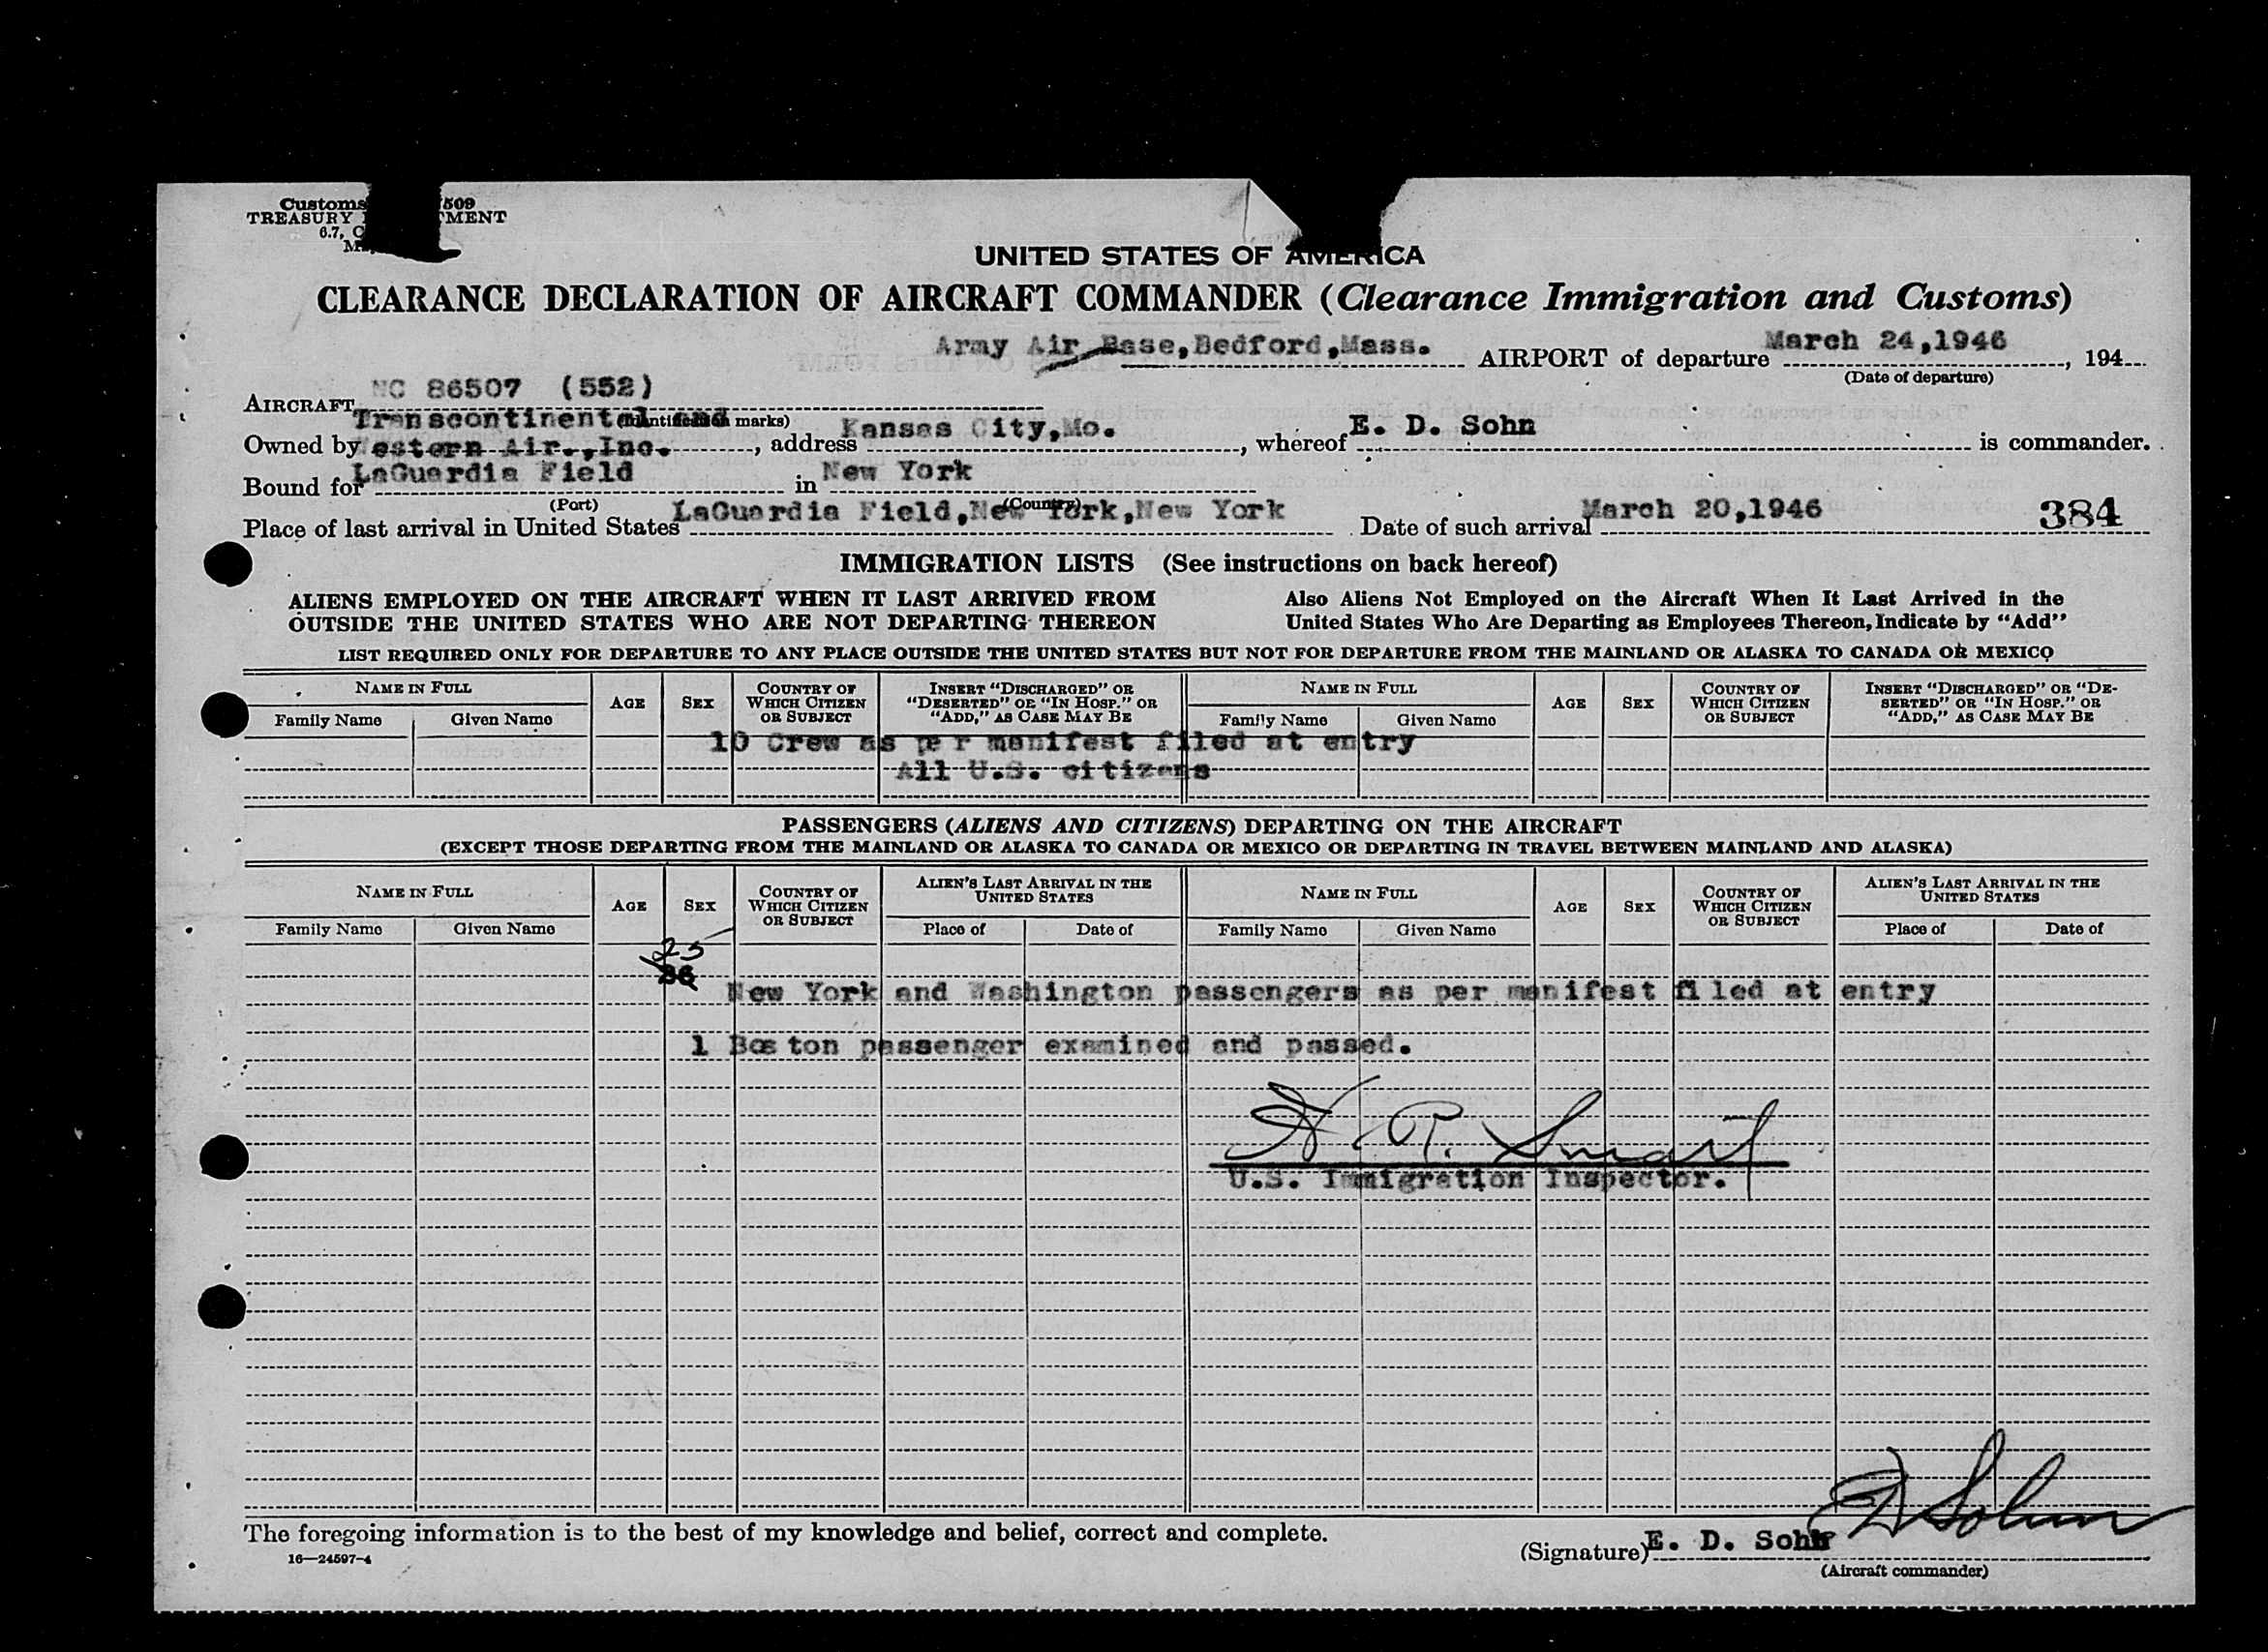 Customs 509
TREASURY MENT
6.7, C
UNITED STATES OF AMERICA
CLEARANCE DECLARATION OF AIRCRAFT COMMANDER (Clearance Immigration and Customs)
Army Air Base, Bedford, Mass. AIRPORT of departure March 24, 1946, 194
(Date of departure)
AIRCRAFT NC 86507 (552)
(Identification marks)
Owned by Transcontinental and Western Air., Inc., address Kansas City, Mo., whereof E. D. Sohn is commander.
Bound for LaGuardia Field in New York
(Port) (Country)
Place of last arrival in United States LaGuardia Field, New York, New York Date of such arrival March 20, 1946 384
IMMIGRATION LISTS (See instructions on back hereof)
ALIENS EMPLOYED ON THE AIRCRAFT WHEN IT LAST ARRIVED FROM OUTSIDE THE UNITED STATES WHO ARE NOT DEPARTING THEREON
Also Aliens Not Employed on the Aircraft When It Last Arrived in the United States Who Are Departing as Employees Thereon, Indicate by "Add"
LIST REQUIRED ONLY FOR DEPARTURE TO ANY PLACE OUTSIDE THE UNITED STATES BUT NOT FOR DEPARTURE FROM THE MAINLAND OR ALASKA TO CANADA OR MEXICO
NAME IN FULL AGE SEX COUNTRY OF WHICH CITIZEN OR SUBJECT INSERT "DISCHARGED" OR "DESERTED" OR "IN HOSP." OR "ADD," AS CASE MAY BE NAME IN FULL AGE SEX COUNTRY OF WHICH CITIZEN OR SUBJECT INSERT "DISCHARGED" OR "DESERTED" OR "IN HOSP." OR "ADD," AS CASE MAY BE
Family Name Given Name Family Name Given Name
10 Crew as per manifest filed at entry
All U.S. citizens
PASSENGERS (ALIENS AND CITIZENS) DEPARTING ON THE AIRCRAFT
(EXCEPT THOSE DEPARTING FROM THE MAINLAND OR ALASKA TO CANADA OR MEXICO OR DEPARTING IN TRAVEL BETWEEN MAINLAND AND ALASKA)
NAME IN FULL AGE SEX COUNTRY OF WHICH CITIZEN OR SUBJECT ALIEN'S LAST ARRIVAL IN THE UNITED STATES NAME IN FULL AGE SEX COUNTRY OF WHICH CITIZEN OR SUBJECT ALIEN'S LAST ARRIVAL IN THE UNITED STATES
Family Name Given Name Place of Date of Family Name Given Name Place of Date of
25
New York and Washington passengers as per manifest filed at entry
1 Boston passenger examined and passed.
U.S. Immigration Inspector.
The foregoing information is to the best of my knowledge and belief, correct and complete.
16—24597-4
(Signature) E. D. Sohn E D Sohn
(Aircraft commander)